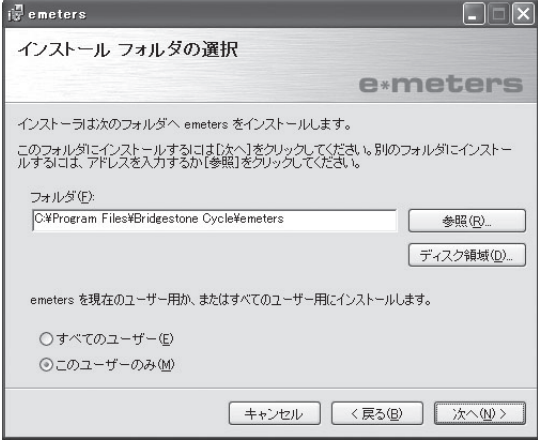 emeters
インストール フォルダの選択
e*meters
インストーラは次のフォルダへ emeters をインストールします。
このフォルダにインストールするには[次へ]をクリックしてください。別のフォルダにインストー
ルするには、アドレスを入力するか[参照]をクリックしてください。
フォルダ(F):
C:¥Program Files¥Bridgestone Cycle¥emeters
参照(R)...
ディスク領域(D)...
emeters を現在のユーザー用か、またはすべてのユーザー用にインストールします。
すべてのユーザー(E)
このユーザーのみ(M)
キャンセル
< 戻る(B)
次へ(N) >